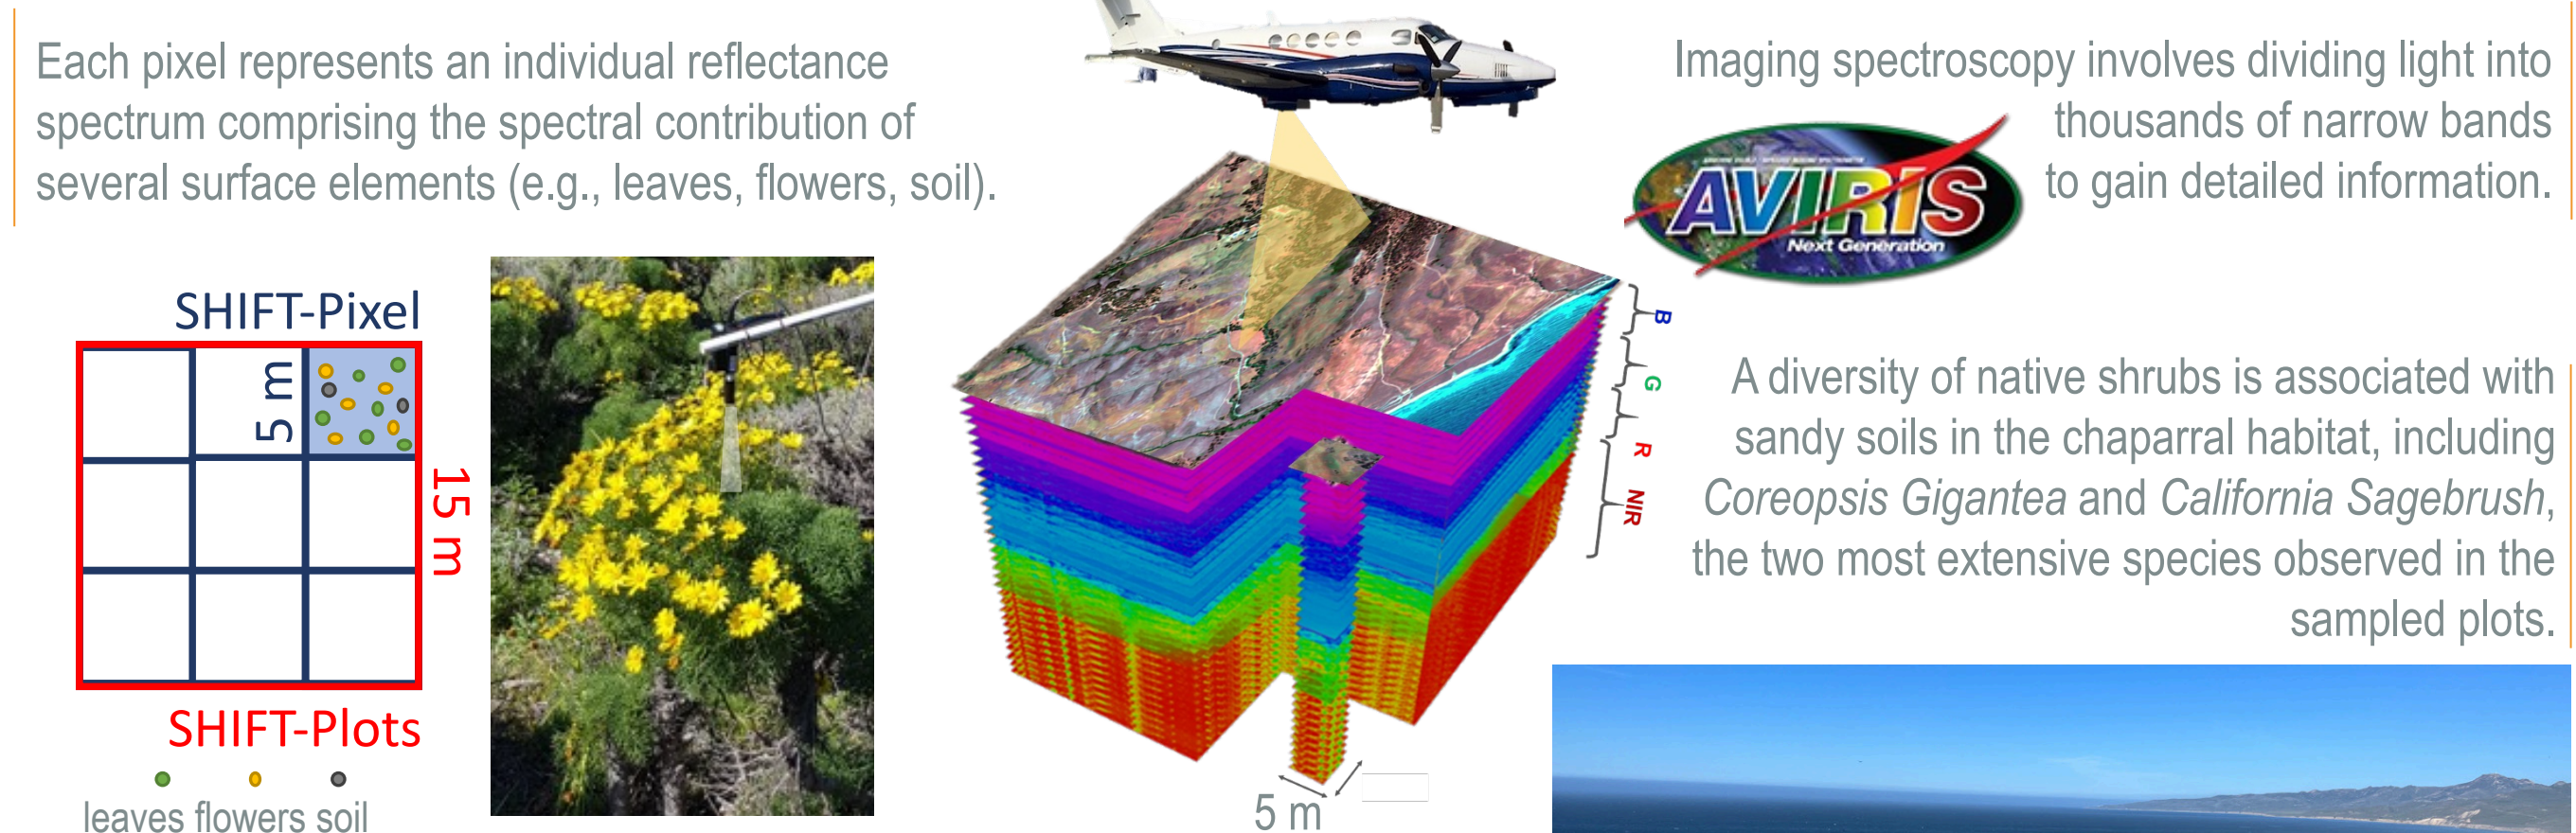 Each pixel represents an individual reflectance
spectrum comprising the spectral contribution of
several surface elements (e.g., leaves, flowers, soil).
Imaging spectroscopy involves dividing light into
thousands of narrow bands
to gain detailed information.
AVIRIS
Next Generation
SHIFT-Pixel
5 m
15 m
SHIFT-Plots
leaves flowers soil
B
G
R
NIR
5 m
A diversity of native shrubs is associated with
sandy soils in the chaparral habitat, including
Coreopsis Gigantea and California Sagebrush,
the two most extensive species observed in the
sampled plots.